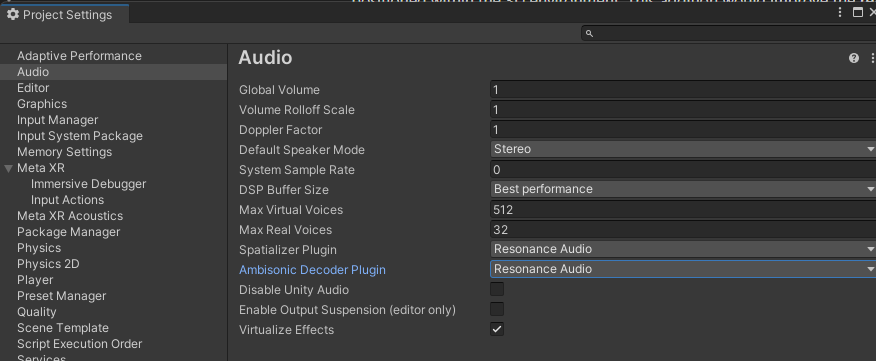 Project Settings
Adaptive Performance
Audio
Editor
Graphics
Input Manager
Input System Package
Memory Settings
Meta XR
Immersive Debugger
Input Actions
Meta XR Acoustics
Package Manager
Physics
Physics 2D
Player
Preset Manager
Quality
Scene Template
Script Execution Order
Services
Audio
Global Volume 1
Volume Rolloff Scale 1
Doppler Factor 1
Default Speaker Mode Stereo
System Sample Rate 0
DSP Buffer Size Best performance
Max Virtual Voices 512
Max Real Voices 32
Spatializer Plugin Resonance Audio
Ambisonic Decoder Plugin Resonance Audio
Disable Unity Audio
Enable Output Suspension (editor only)
Virtualize Effects